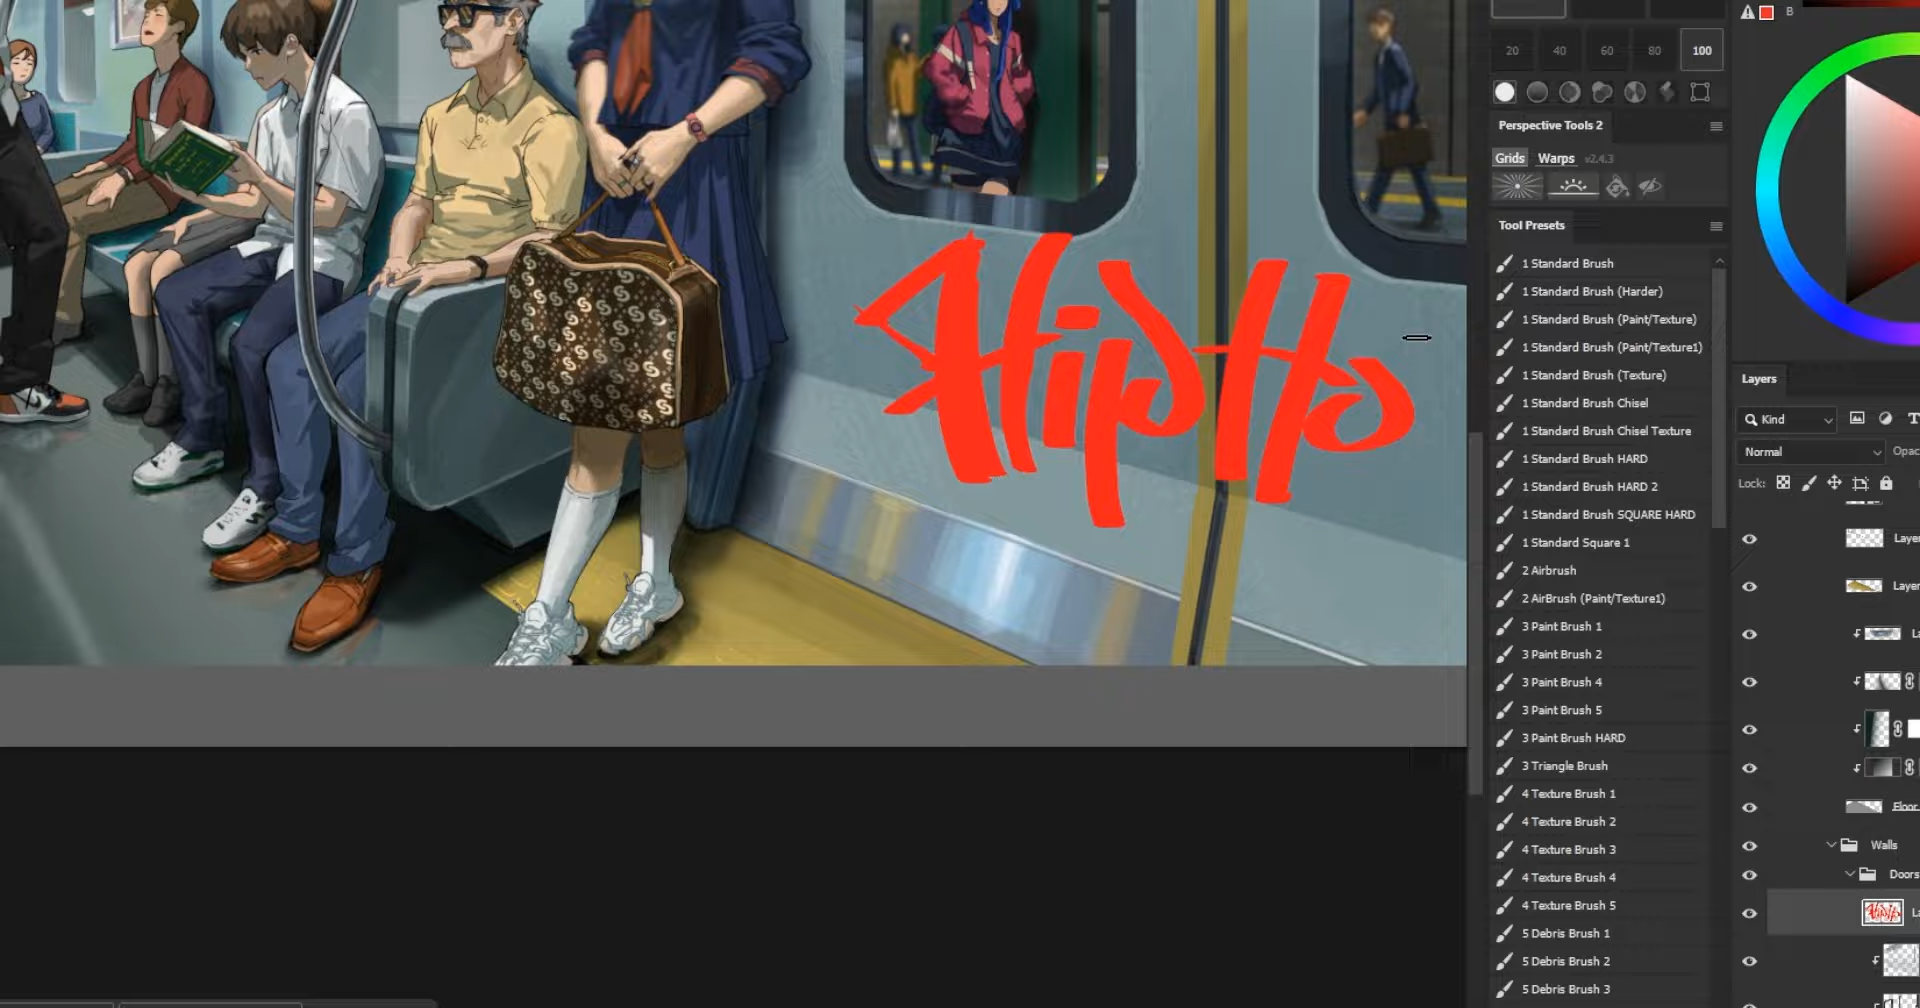 B
20 40 60 80 100
Perspective Tools 2
Grids Warps v2.4.3
Tool Presets
1 Standard Brush
1 Standard Brush (Harder)
1 Standard Brush (Paint/Texture)
1 Standard Brush (Paint/Texture1)
1 Standard Brush (Texture)
1 Standard Brush Chisel
1 Standard Brush Chisel Texture
1 Standard Brush HARD
1 Standard Brush HARD 2
1 Standard Brush SQUARE HARD
1 Standard Square 1
2 Airbrush
2 AirBrush (Paint/Texture1)
3 Paint Brush 1
3 Paint Brush 2
3 Paint Brush 4
3 Paint Brush 5
3 Paint Brush HARD
3 Triangle Brush
4 Texture Brush 1
4 Texture Brush 2
4 Texture Brush 3
4 Texture Brush 4
4 Texture Brush 5
5 Debris Brush 1
5 Debris Brush 2
5 Debris Brush 3
Layers
Kind
Normal Opac
Lock:
Layer
Layer
La
Floor
Walls
Doors
La
HipHo